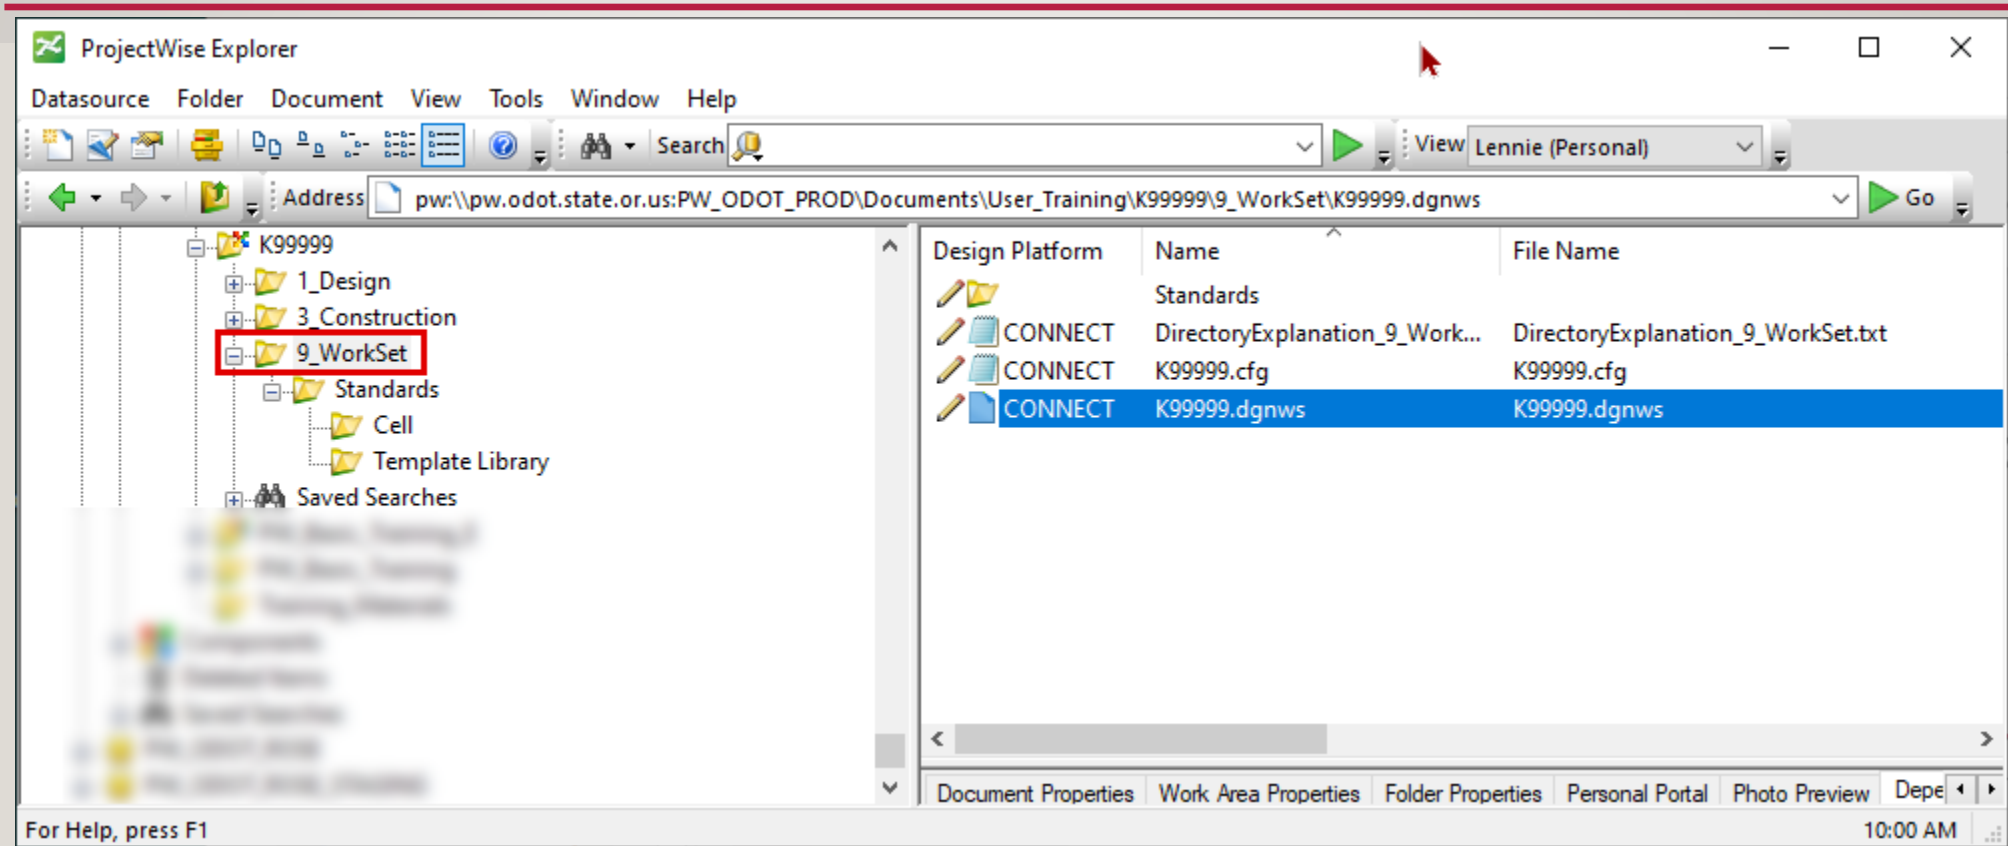 ProjectWise Explorer
Datasource Folder Document View Tools Window Help
Search View Lennie (Personal)
Address pw:\\pw.odot.state.or.us:PW_ODOT_PROD\Documents\User_Training\K99999\9_WorkSet\K99999.dgnws Go
K99999
1_Design
3_Construction
9_WorkSet
Standards
Cell
Template Library
Saved Searches
Design Platform Name File Name
Standards
CONNECT DirectoryExplanation_9_Work... DirectoryExplanation_9_WorkSet.txt
CONNECT K99999.cfg K99999.cfg
CONNECT K99999.dgnws K99999.dgnws
Document Properties Work Area Properties Folder Properties Personal Portal Photo Preview Depe
For Help, press F1 10:00 AM